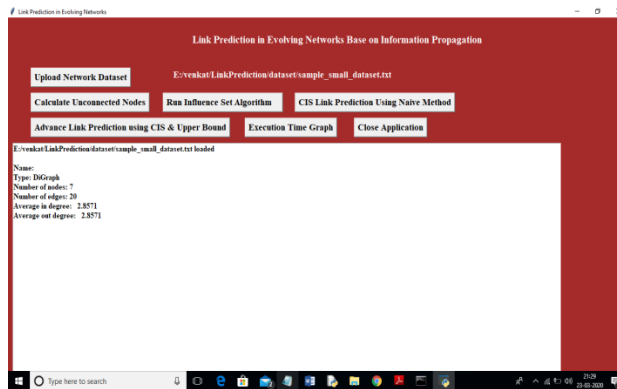 Link Prediction in Evolving Networks
Link Prediction in Evolving Networks Base on Information Propagation
Upload Network Dataset
E:/venkat/LinkPrediction/dataset/sample_small_dataset.txt
Calculate Unconnected Nodes
Run Influence Set Algorithm
CIS Link Prediction Using Naive Method
Advance Link Prediction using CIS & Upper Bound
Execution Time Graph
Close Application
E:/venkat/LinkPrediction/dataset/sample_small_dataset.txt loaded
Name:
Type: DiGraph
Number of nodes: 7
Number of edges: 20
Average in degree: 2.8571
Average out degree: 2.8571
Type here to search
21:29
23-03-2020